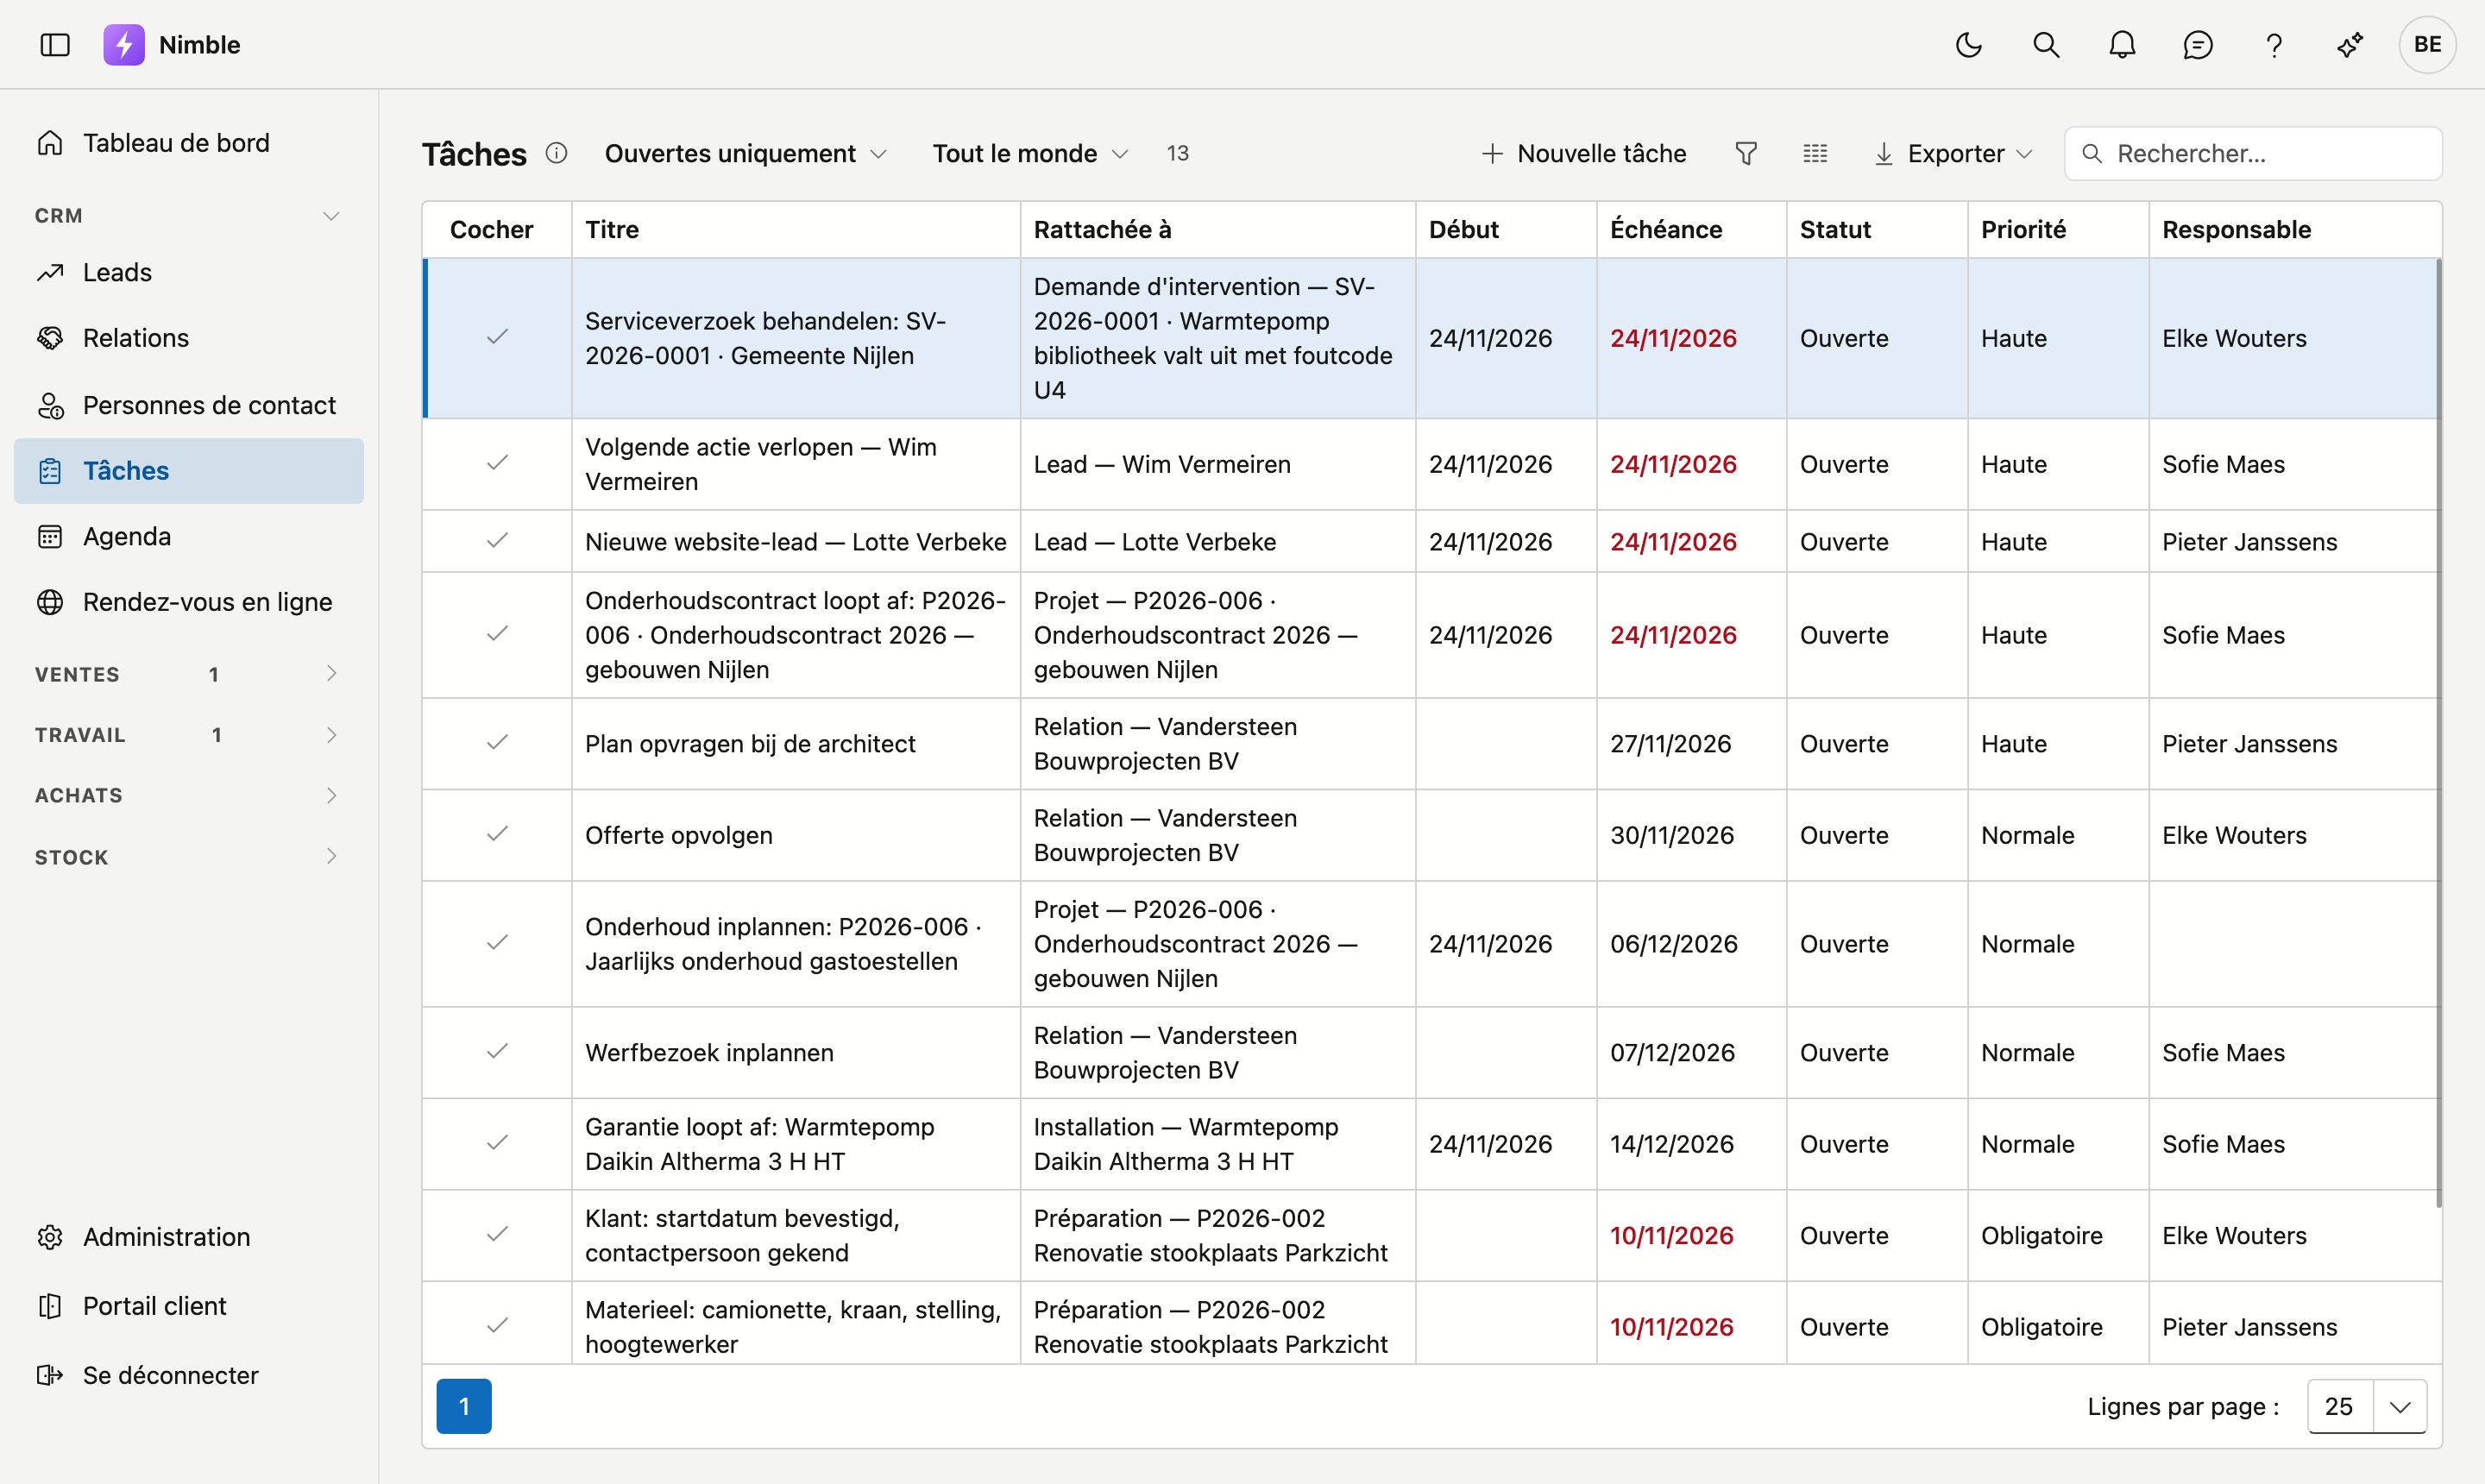 Nimble
BE
Tableau de bord
CRM
Leads
Relations
Personnes de contact
Tâches
Agenda
Rendez-vous en ligne
VENTES 1
TRAVAIL 1
ACHATS
STOCK
Administration
Portail client
Se déconnecter
Tâches Ouvertes uniquement Tout le monde 13 Nouvelle tâche Exporter Rechercher...
Cocher Titre Rattachée à Début Échéance Statut Priorité Responsable
Serviceverzoek behandelen: SV-
2026-0001 · Gemeente Nijlen
Demande d'intervention — SV-
2026-0001 · Warmtepomp
bibliotheek valt uit met foutcode
U4
24/11/2026 24/11/2026 Ouverte Haute Elke Wouters
Volgende actie verlopen — Wim
Vermeiren
Lead — Wim Vermeiren 24/11/2026 24/11/2026 Ouverte Haute Sofie Maes
Nieuwe website-lead — Lotte Verbeke Lead — Lotte Verbeke 24/11/2026 24/11/2026 Ouverte Haute Pieter Janssens
Onderhoudscontract loopt af: P2026-
006 · Onderhoudscontract 2026 —
gebouwen Nijlen
Projet — P2026-006 ·
Onderhoudscontract 2026 —
gebouwen Nijlen
24/11/2026 24/11/2026 Ouverte Haute Sofie Maes
Plan opvragen bij de architect
Relation — Vandersteen
Bouwprojecten BV
27/11/2026 Ouverte Haute Pieter Janssens
Offerte opvolgen
Relation — Vandersteen
Bouwprojecten BV
30/11/2026 Ouverte Normale Elke Wouters
Onderhoud inplannen: P2026-006 ·
Jaarlijks onderhoud gastoestellen
Projet — P2026-006 ·
Onderhoudscontract 2026 —
gebouwen Nijlen
24/11/2026 06/12/2026 Ouverte Normale
Werfbezoek inplannen
Relation — Vandersteen
Bouwprojecten BV
07/12/2026 Ouverte Normale Sofie Maes
Garantie loopt af: Warmtepomp
Daikin Altherma 3 H HT
Installation — Warmtepomp
Daikin Altherma 3 H HT
24/11/2026 14/12/2026 Ouverte Normale Sofie Maes
Klant: startdatum bevestigd,
contactpersoon gekend
Préparation — P2026-002
Renovatie stookplaats Parkzicht
10/11/2026 Ouverte Obligatoire Elke Wouters
Materieel: camionette, kraan, stelling,
hoogtewerker
Préparation — P2026-002
Renovatie stookplaats Parkzicht
10/11/2026 Ouverte Obligatoire Pieter Janssens
1 Lignes par page : 25